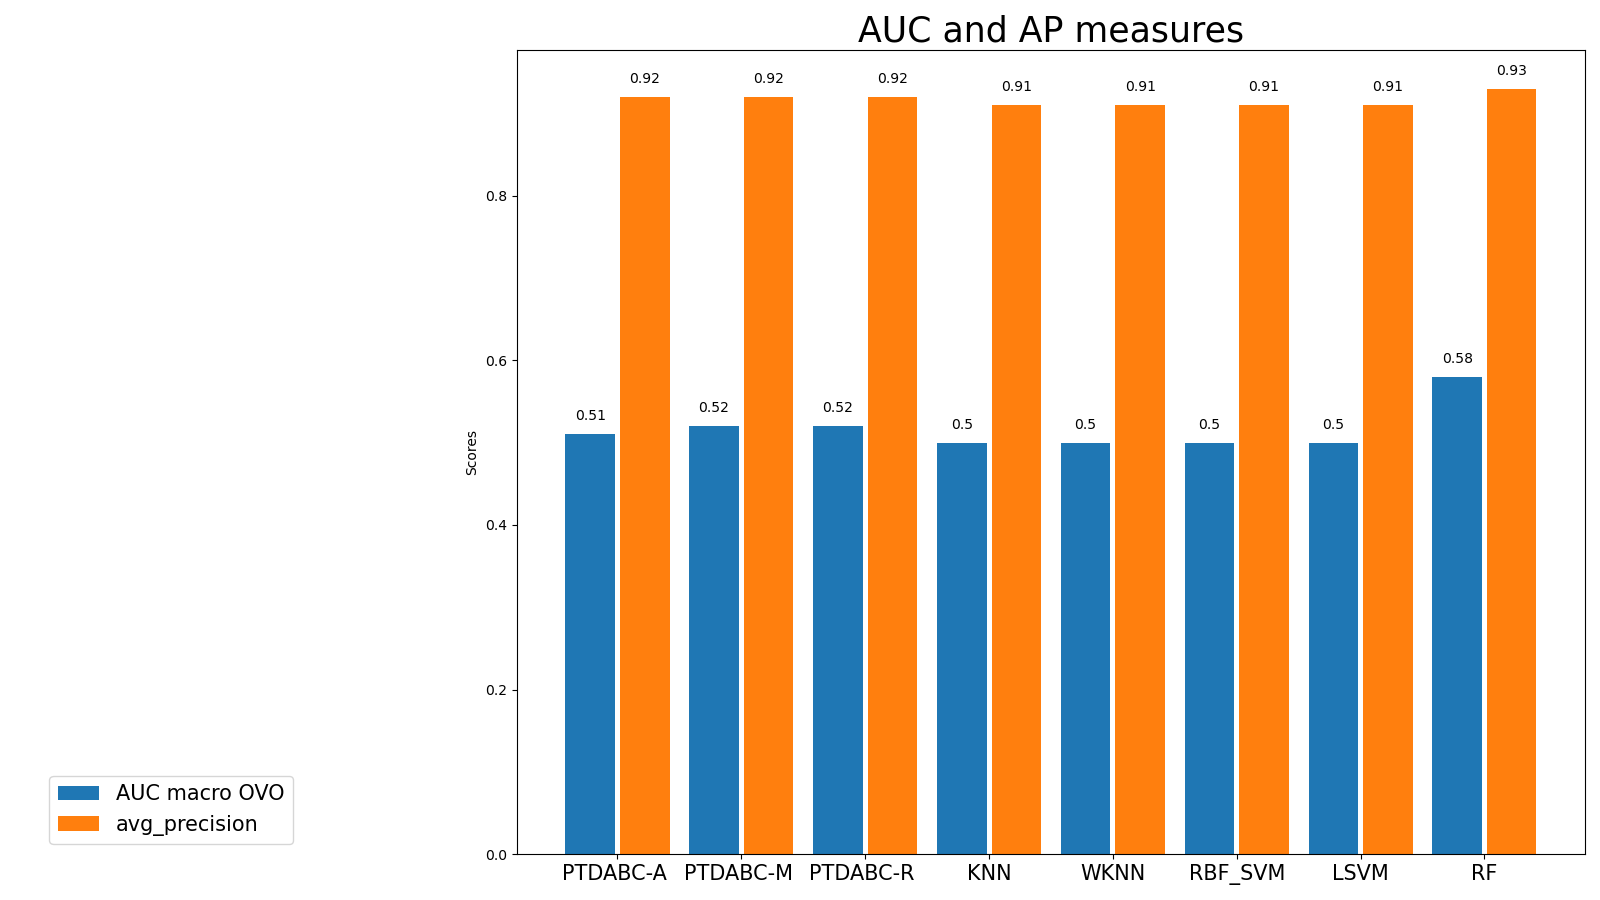 AUC and AP measures
0.92 0.92 0.92 0.91 0.91 0.91 0.91 0.93
0.51 0.52 0.52 0.5 0.5 0.5 0.5 0.58
0.8
0.6
0.4
0.2
0.0
Scores
PTDABC-A PTDABC-M PTDABC-R KNN WKNN RBF_SVM LSVM RF
AUC macro OVO
avg_precision